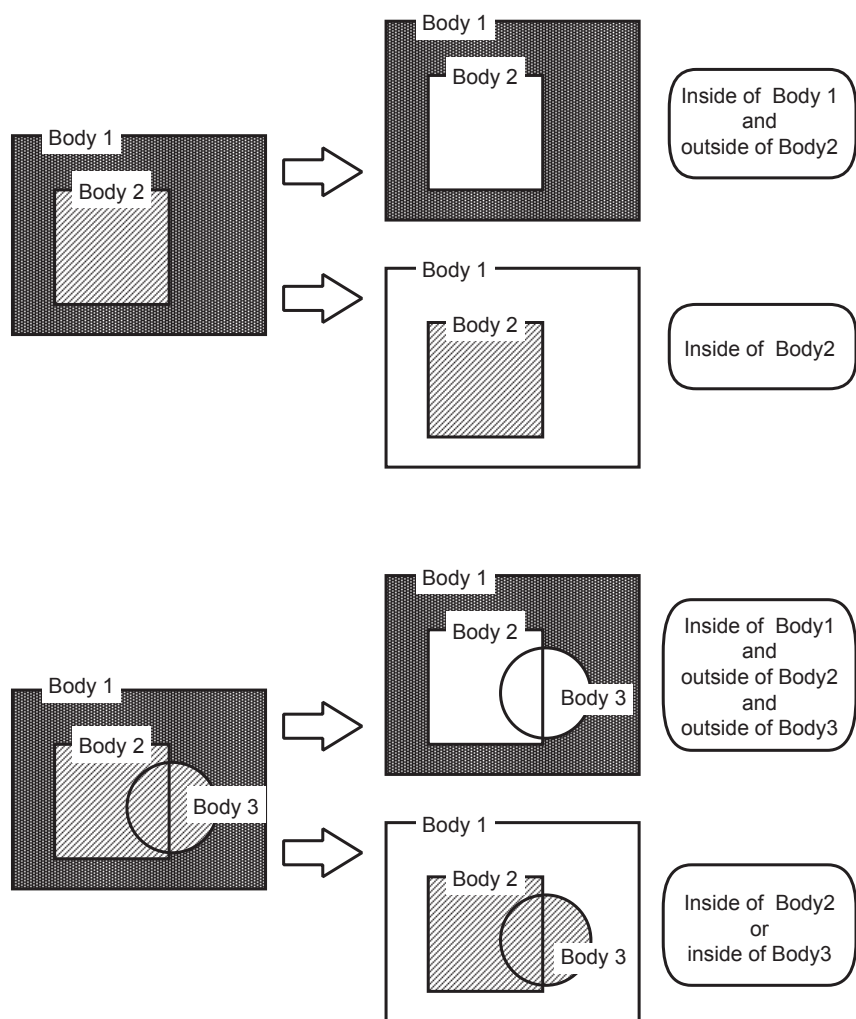 Body 1
Body 2
Body 1
Body 2
Inside of Body 1
and
outside of Body2
Body 1
Body 2
Inside of Body2
Body 1
Body 2
Body 3
Body 1
Body 2
Body 3
Inside of Body1
and
outside of Body2
and
outside of Body3
Body 1
Body 2
Body 3
Inside of Body2
or
inside of Body3